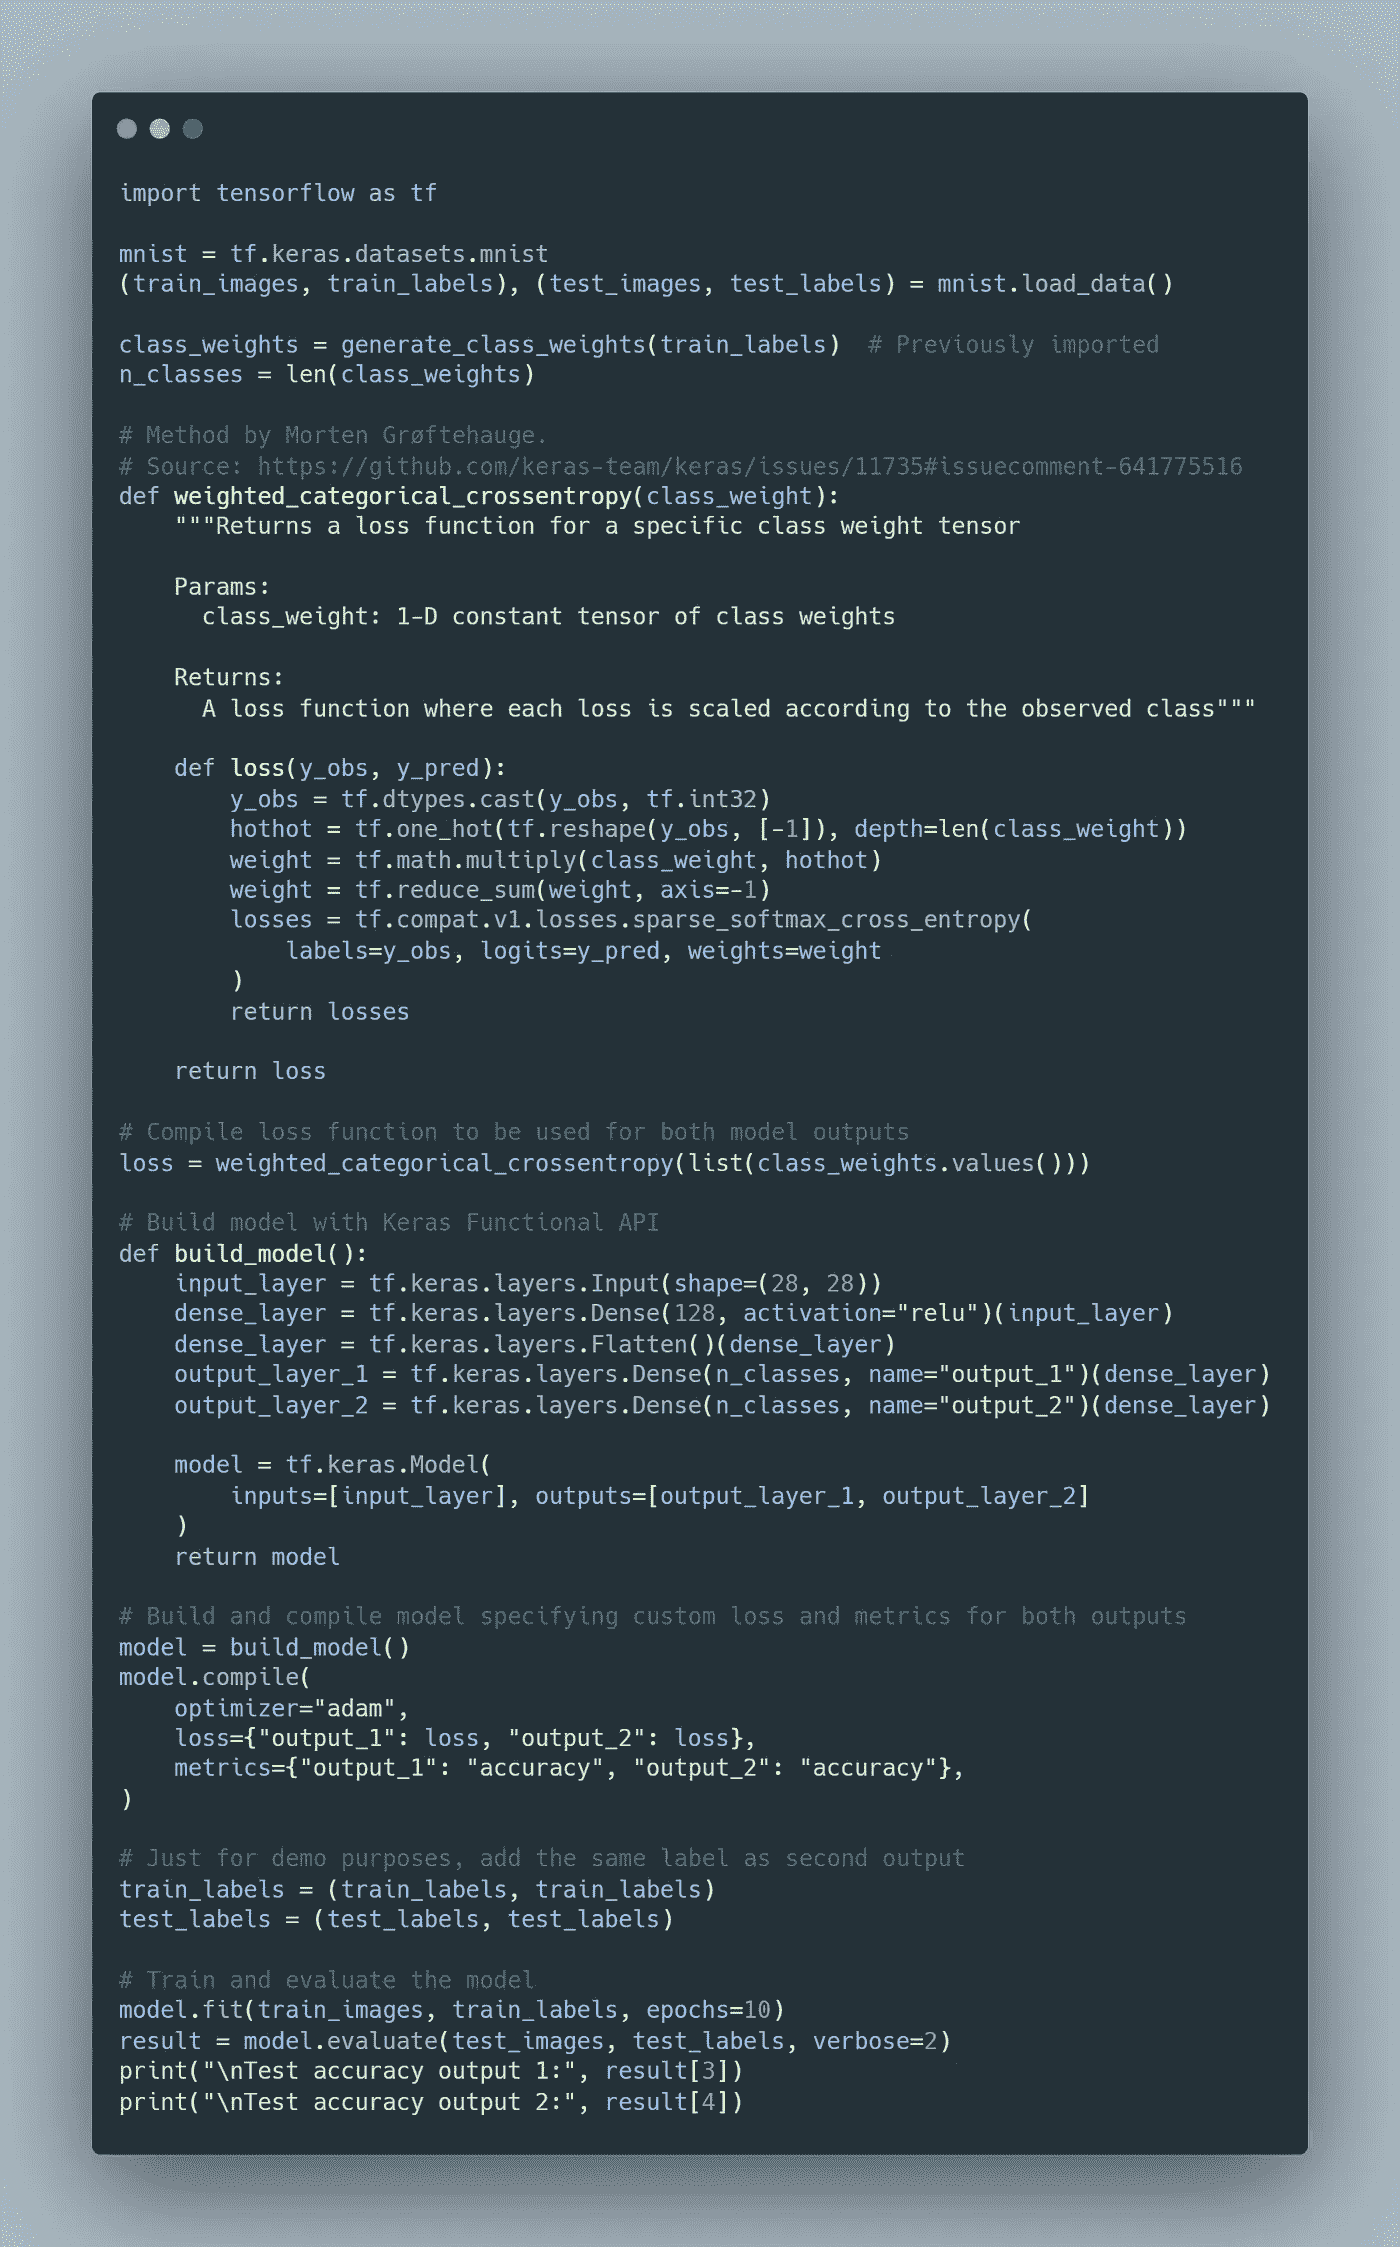 import tensorflow as tf
mnist = tf.keras.datasets.mnist
(train_images, train_labels), (test_images, test_labels) = mnist.load_data()
class_weights = generate_class_weights(train_labels)  # Previously imported
n_classes = len(class_weights)
# Method by Morten Grøftehauge.
# Source: https://github.com/keras-team/keras/issues/11735#issuecomment-641775516
def weighted_categorical_crossentropy(class_weight):
    """Returns a loss function for a specific class weight tensor
    Params:
      class_weight: 1-D constant tensor of class weights
    Returns:
      A loss function where each loss is scaled according to the observed class"""
    def loss(y_obs, y_pred):
        y_obs = tf.dtypes.cast(y_obs, tf.int32)
        hothot = tf.one_hot(tf.reshape(y_obs, [-1]), depth=len(class_weight))
        weight = tf.math.multiply(class_weight, hothot)
        weight = tf.reduce_sum(weight, axis=-1)
        losses = tf.compat.v1.losses.sparse_softmax_cross_entropy(
            labels=y_obs, logits=y_pred, weights=weight
        )
        return losses
    return loss
# Compile loss function to be used for both model outputs
loss = weighted_categorical_crossentropy(list(class_weights.values()))
# Build model with Keras Functional API
def build_model():
    input_layer = tf.keras.layers.Input(shape=(28, 28))
    dense_layer = tf.keras.layers.Dense(128, activation="relu")(input_layer)
    dense_layer = tf.keras.layers.Flatten()(dense_layer)
    output_layer_1 = tf.keras.layers.Dense(n_classes, name="output_1")(dense_layer)
    output_layer_2 = tf.keras.layers.Dense(n_classes, name="output_2")(dense_layer)
    model = tf.keras.Model(
        inputs=[input_layer], outputs=[output_layer_1, output_layer_2]
    )
    return model
# Build and compile model specifying custom loss and metrics for both outputs
model = build_model()
model.compile(
    optimizer="adam",
    loss={"output_1": loss, "output_2": loss},
    metrics={"output_1": "accuracy", "output_2": "accuracy"},
)
# Just for demo purposes, add the same label as second output
train_labels = (train_labels, train_labels)
test_labels = (test_labels, test_labels)
# Train and evaluate the model
model.fit(train_images, train_labels, epochs=10)
result = model.evaluate(test_images, test_labels, verbose=2)
print("\nTest accuracy output 1:", result[3])
print("\nTest accuracy output 2:", result[4])